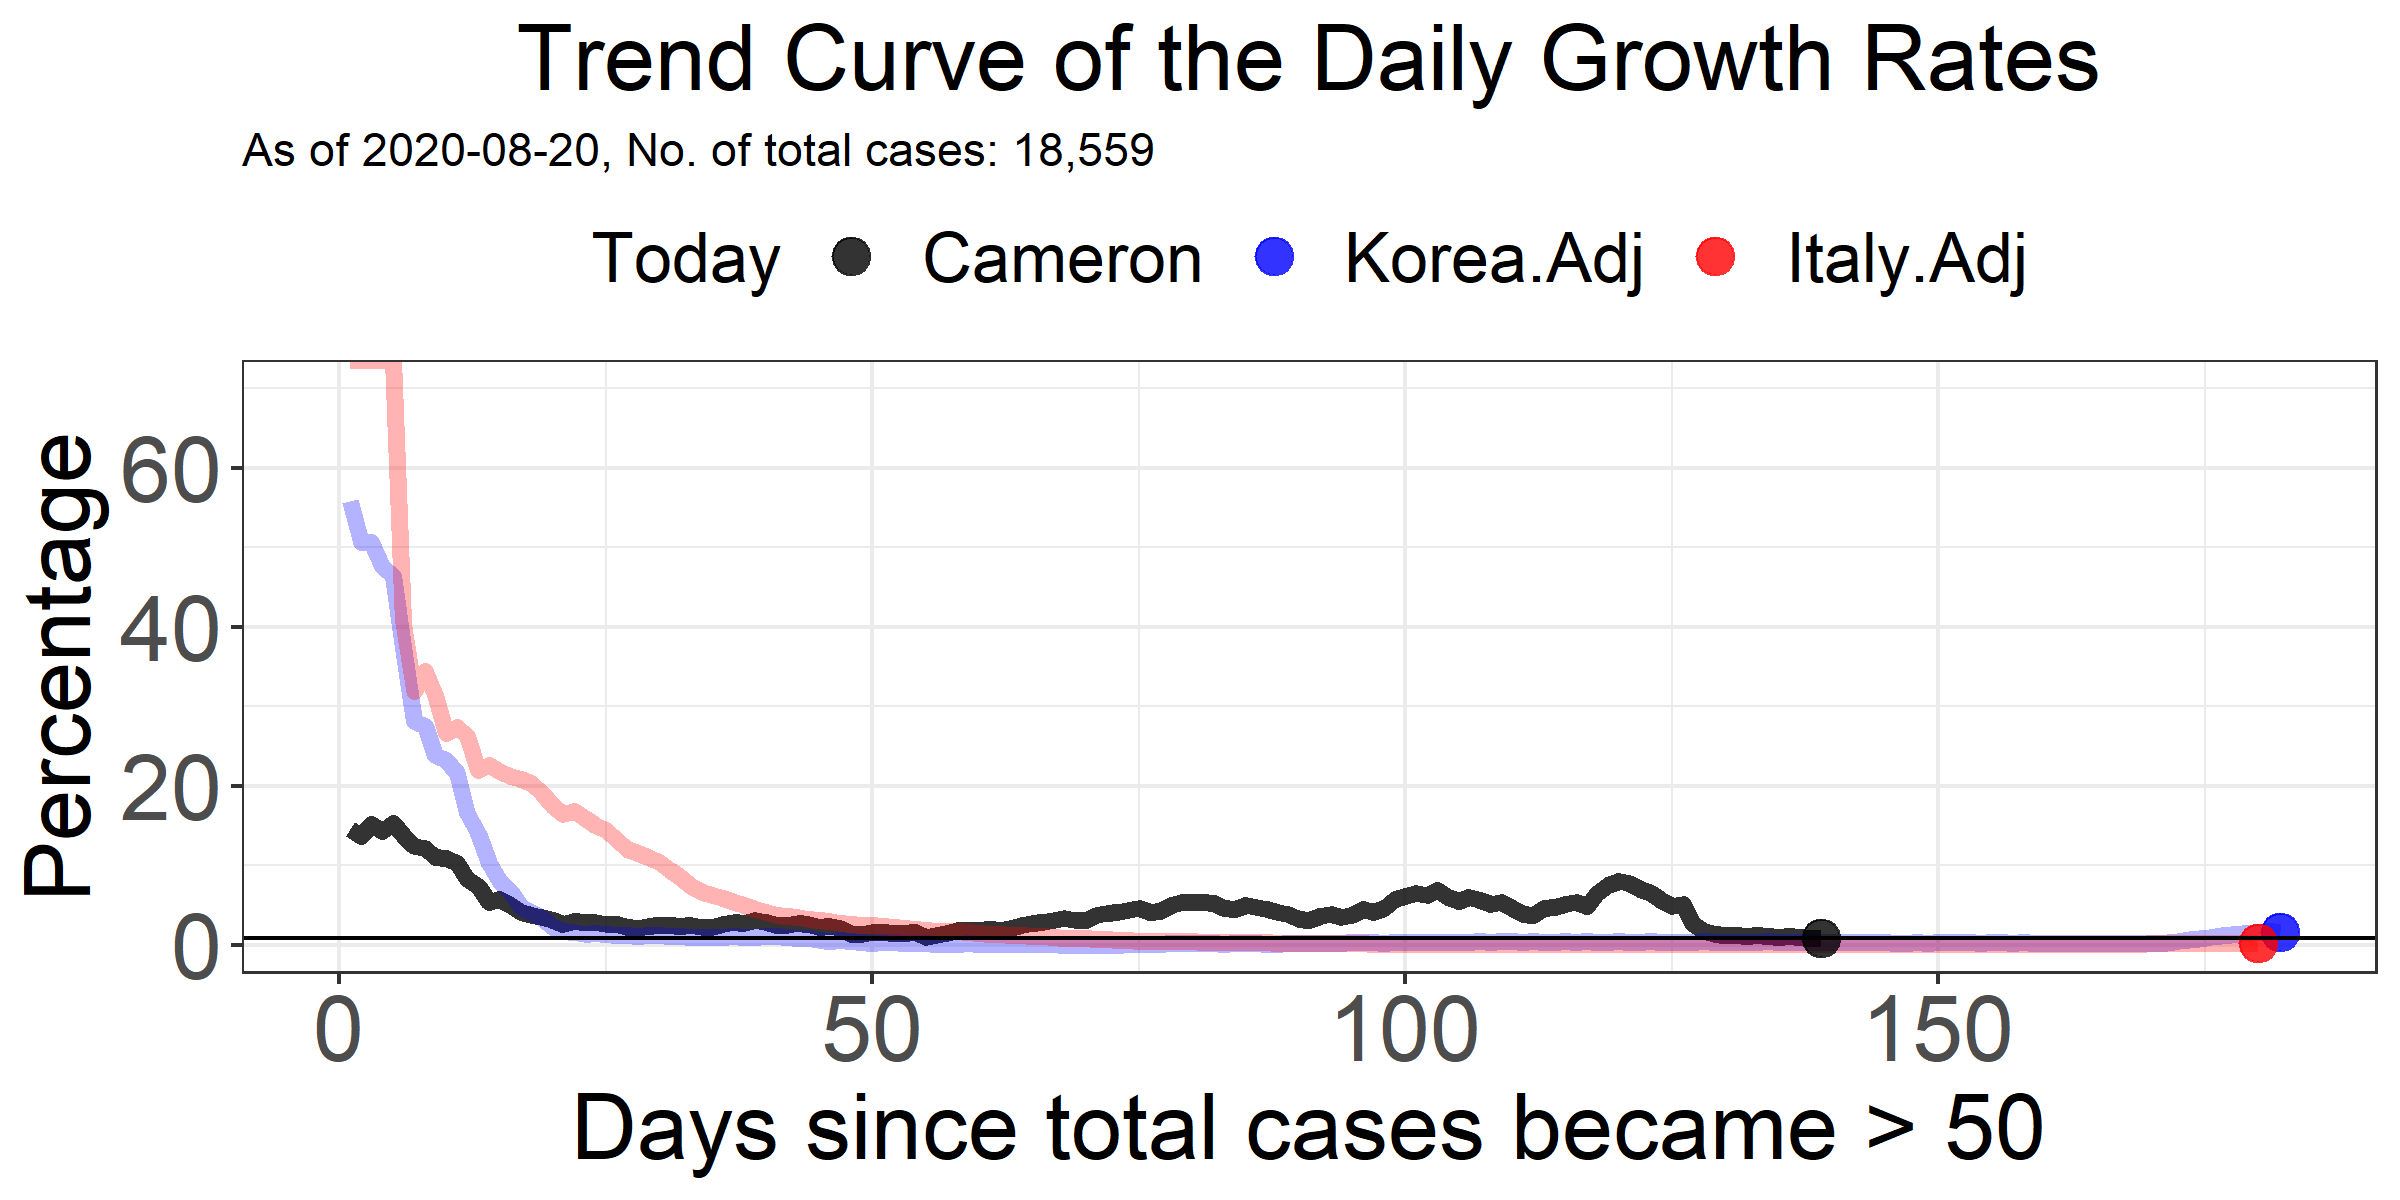 Trend Curve of the Daily Growth Rates
As of 2020-08-20, No. of total cases: 18,559
Today Cameron Korea.Adj Italy.Adj
Percentage
60
40
20
0
0 50 100 150
Days since total cases became > 50